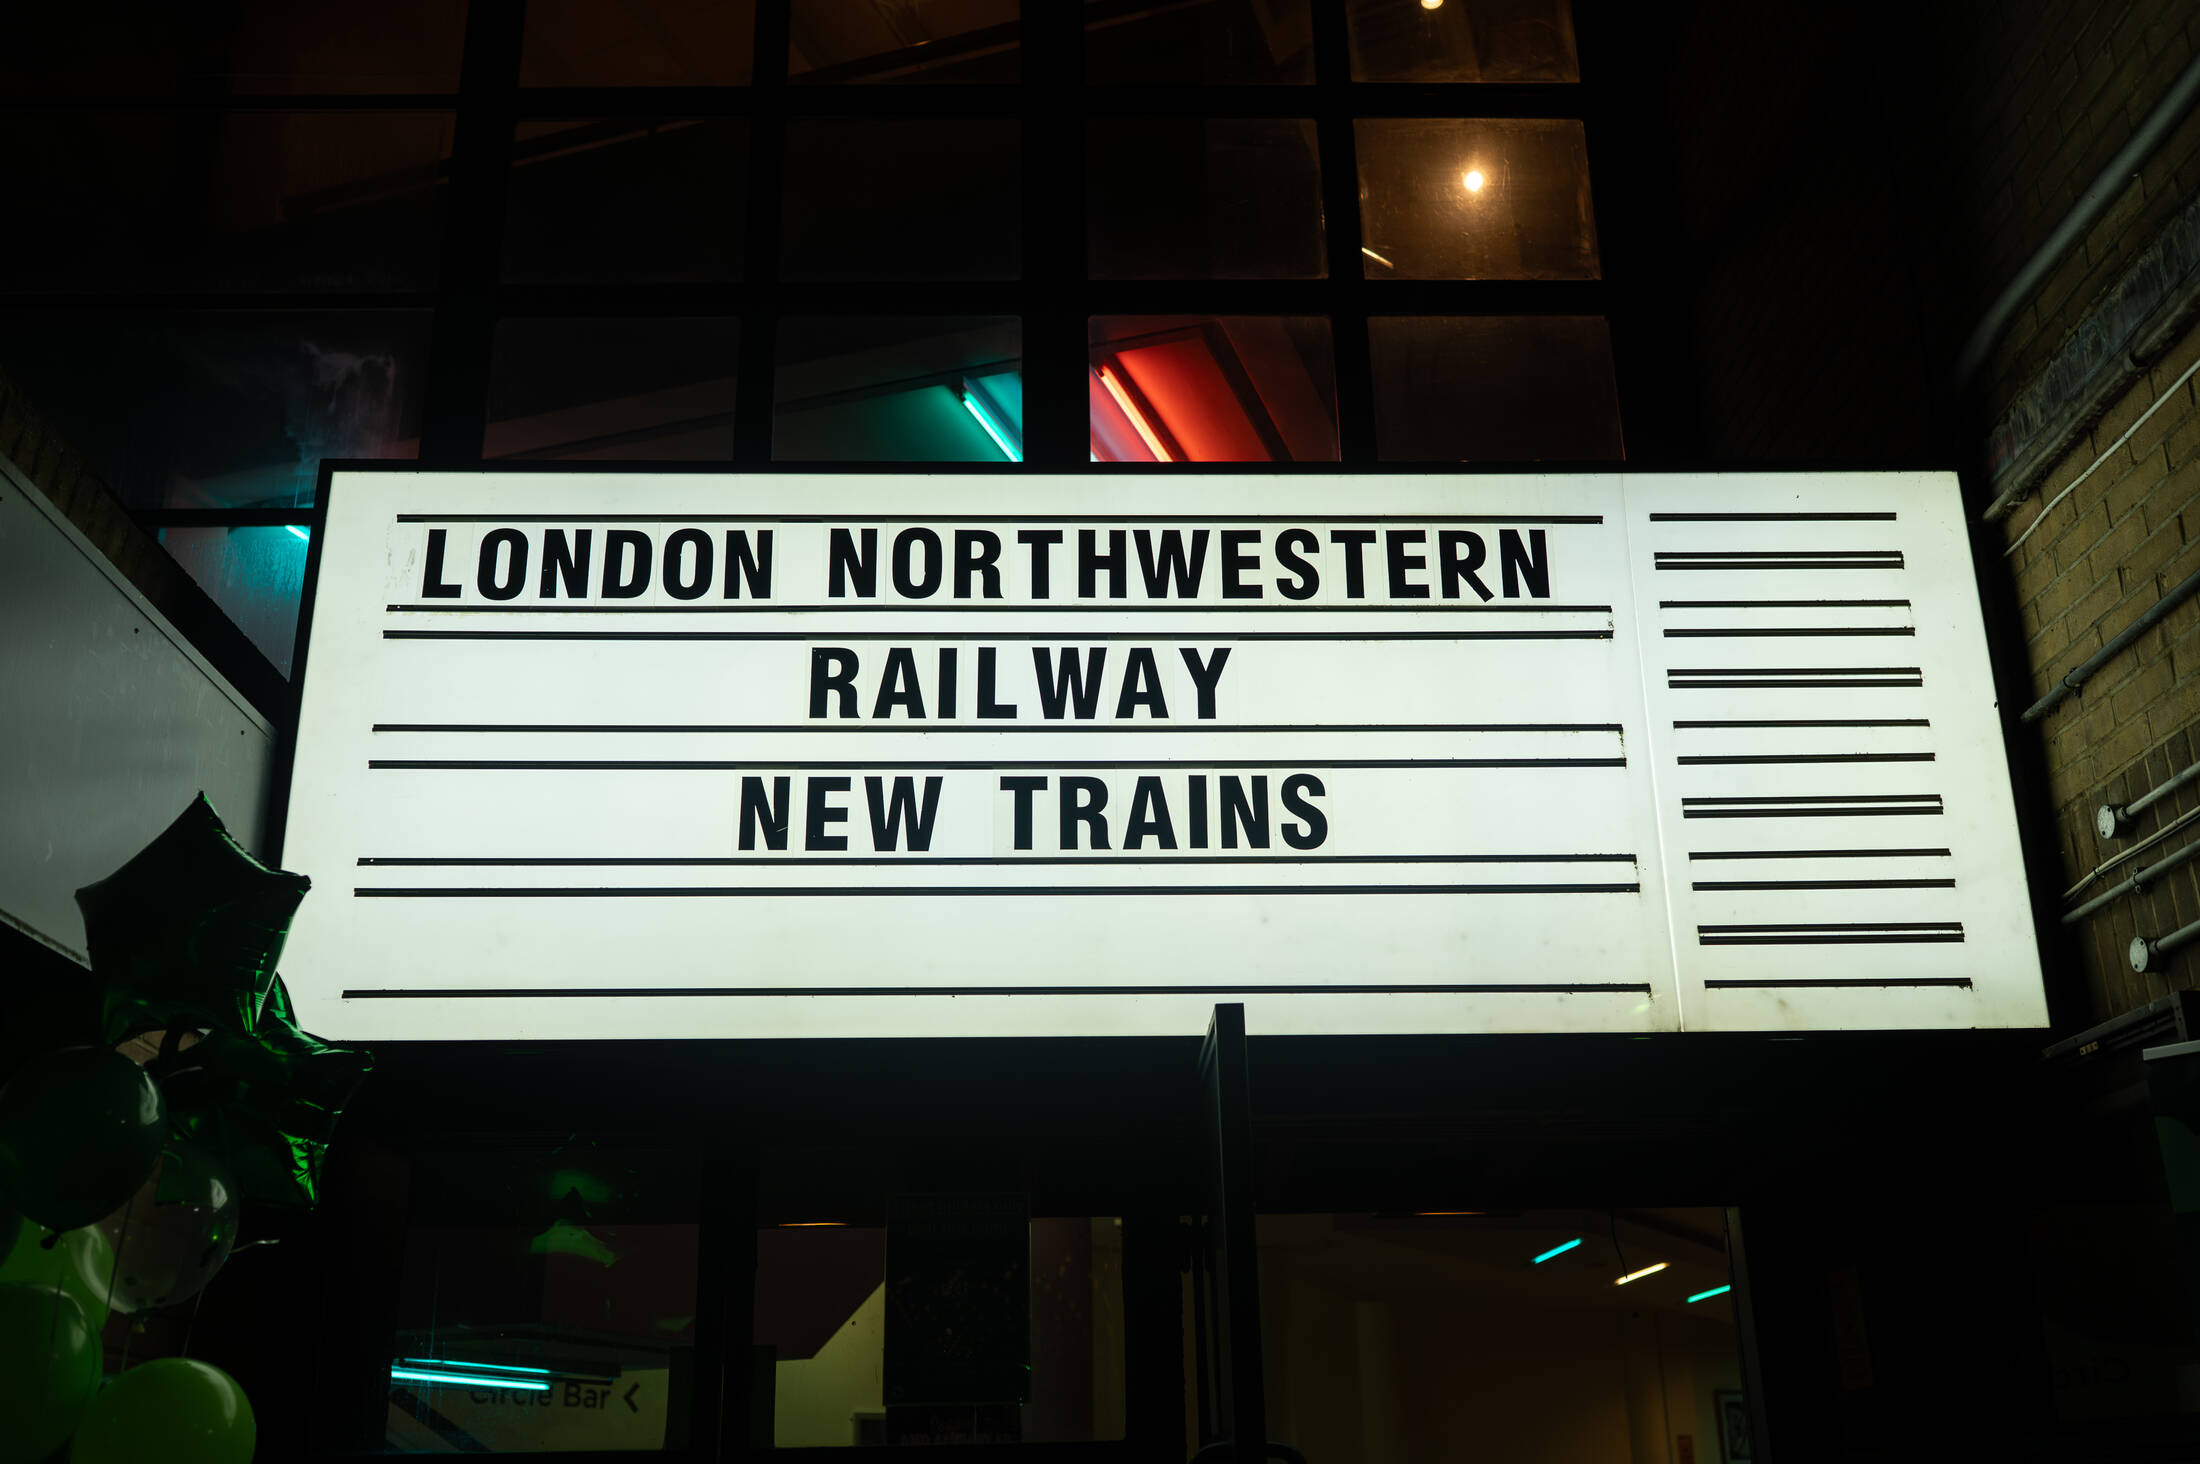 LONDON NORTHWESTERN
RAILWAY
NEW TRAINS
Circle Bar <